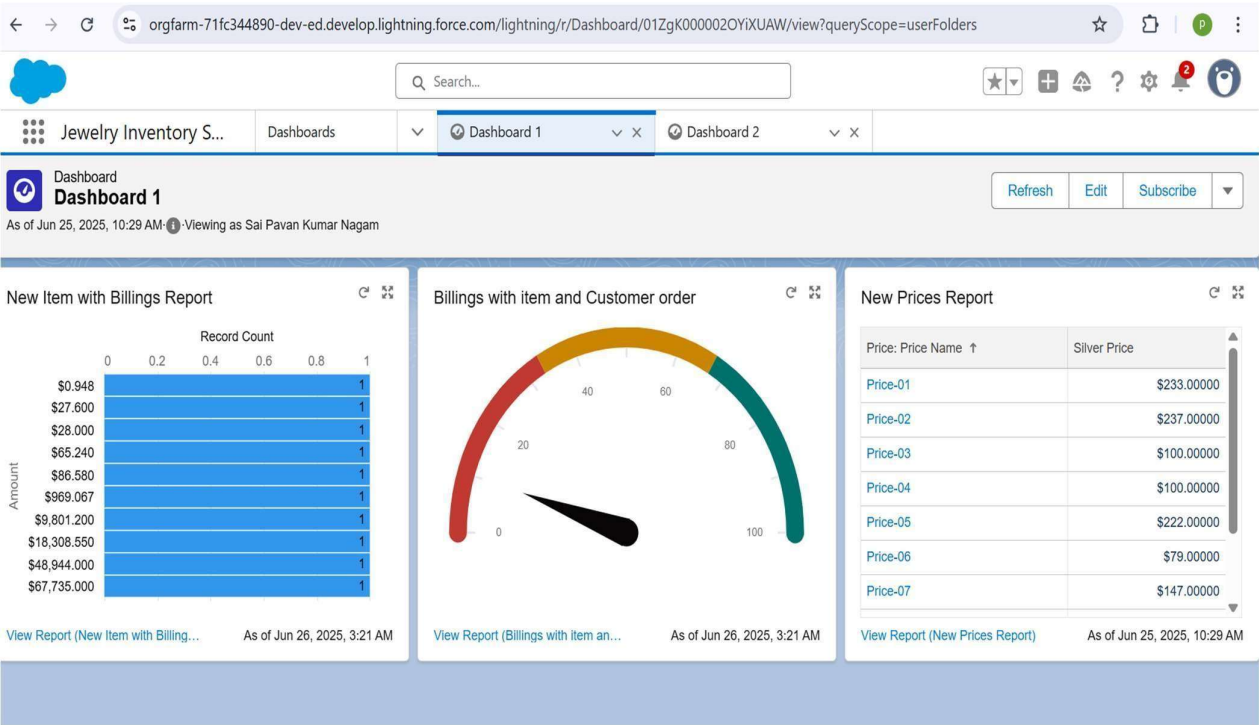 orgfarm-71fc344890-dev-ed.develop.lightning.force.com/lightning/r/Dashboard/01ZgK000002OYiXUAW/view?queryScope=userFolders
P
Search...
2
Jewelry Inventory S...
Dashboards
Dashboard 1
Dashboard 2
Dashboard
Dashboard 1
Refresh
Edit
Subscribe
As of Jun 25, 2025, 10:29 AM·Viewing as Sai Pavan Kumar Nagam
New Item with Billings Report
Record Count
0 0.2 0.4 0.6 0.8 1
Amount
$0.948 1
$27.600 1
$28.000 1
$65.240 1
$86.580 1
$969.067 1
$9,801.200 1
$18,308.550 1
$48,944.000 1
$67,735.000 1
View Report (New Item with Billing...
As of Jun 26, 2025, 3:21 AM
Billings with item and Customer order
0
20
40
60
80
100
View Report (Billings with item an...
As of Jun 26, 2025, 3:21 AM
New Prices Report
Price: Price Name ↑ Silver Price
Price-01 $233.00000
Price-02 $237.00000
Price-03 $100.00000
Price-04 $100.00000
Price-05 $222.00000
Price-06 $79.00000
Price-07 $147.00000
View Report (New Prices Report)
As of Jun 25, 2025, 10:29 AM